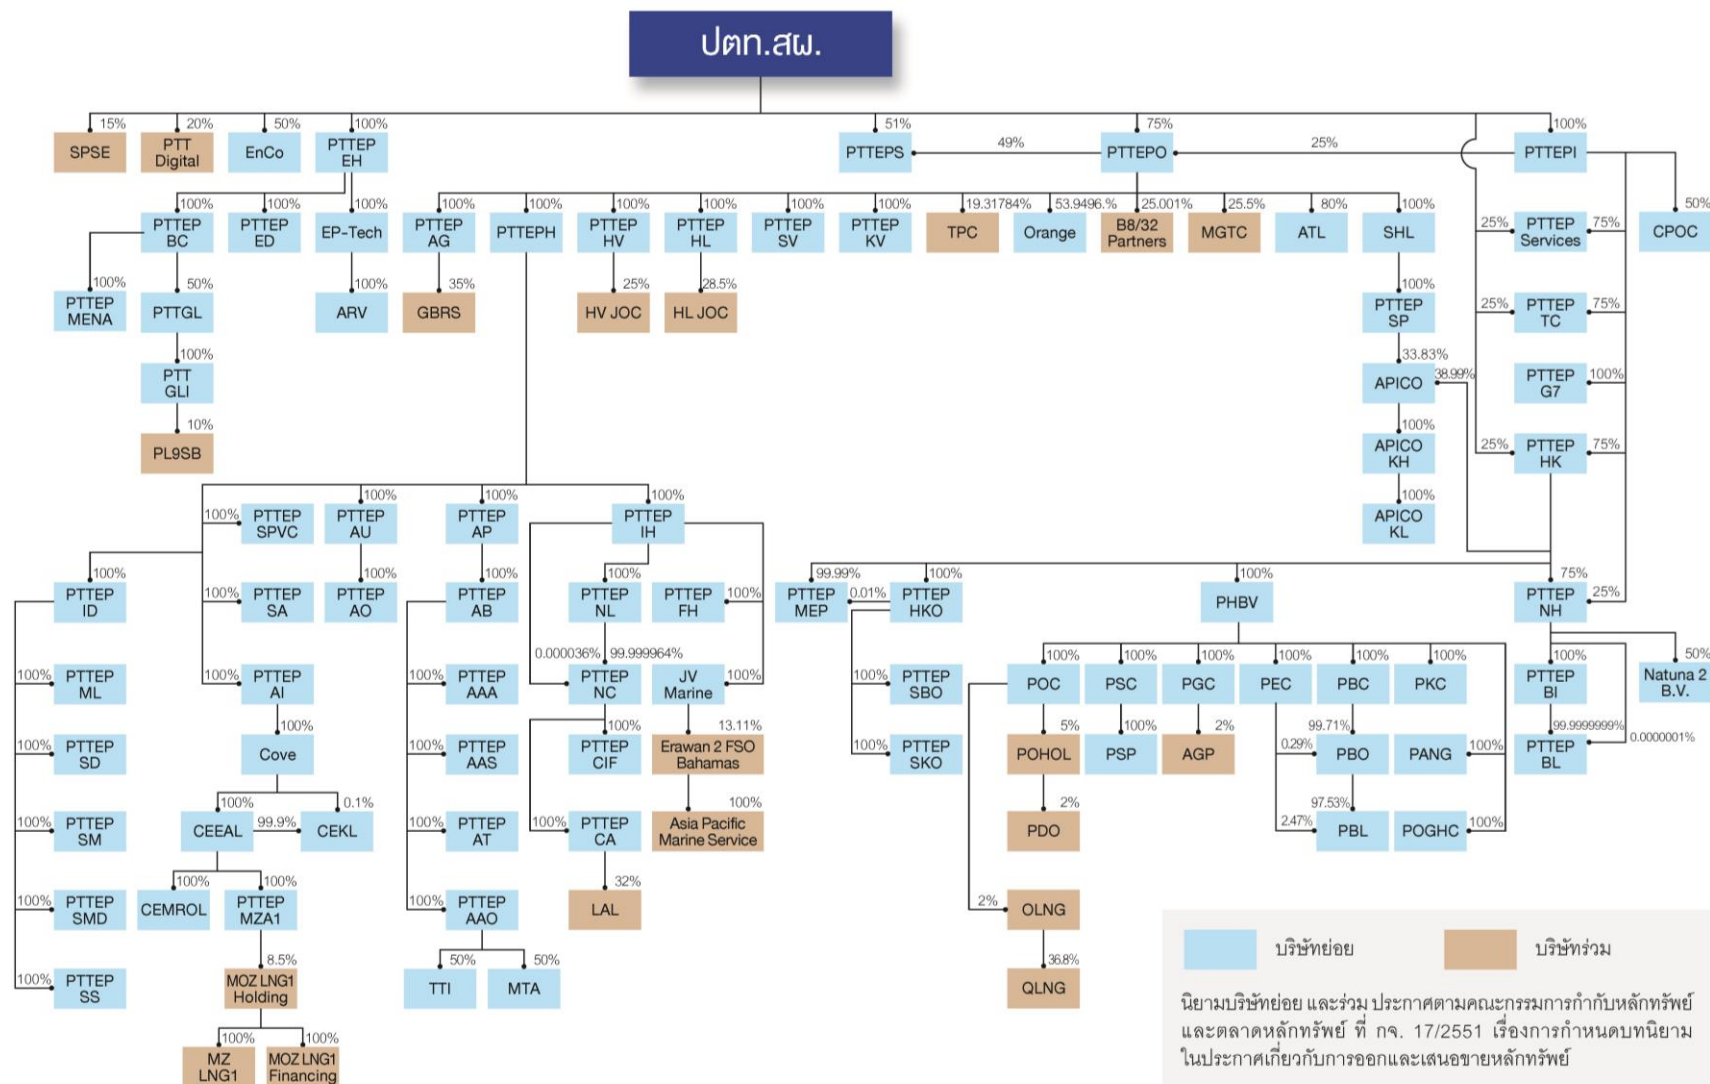 ปตท.สผ.
15%
20%
50%
100%
51%
75%
100%
SPSE
PTT
Digital
EnCo
PTTEP
EH
PTTEPS
49%
PTTEPO
25%
PTTEPI
100%
100%
100%
100%
100%
100%
100%
100%
100%
19.31784%
53.9496.%
25.001%
25.5%
80%
100%
50%
PTTEP
BC
PTTEP
ED
EP-Tech
PTTEP
AG
PTTEPH
PTTEP
HV
PTTEP
HL
PTTEP
SV
PTTEP
KV
TPC
Orange
B8/32
Partners
MGTC
ATL
SHL
25%
PTTEP
Services
75%
CPOC
100%
50%
100%
35%
25%
28.5%
100%
PTTEP
MENA
PTTGL
ARV
GBRS
HV JOC
HL JOC
PTTEP
SP
25%
PTTEP
TC
75%
100%
33.83%
PTT
GLI
APICO
38.99%
PTTEP
G7
100%
10%
100%
PL9SB
APICO
KH
25%
PTTEP
HK
75%
100%
100%
100%
100%
100%
PTTEP
SPVC
PTTEP
AU
PTTEP
AP
PTTEP
IH
APICO
KL
100%
100%
100%
100%
99.99%
100%
100%
75%
PTTEP
ID
100%
PTTEP
SA
PTTEP
AO
PTTEP
AB
PTTEP
NL
PTTEP
FH
100%
PTTEP
MEP
0.01%
PTTEP
HKO
PHBV
PTTEP
NH
25%
0.000036%
99.999964%
100%
100%
100%
100%
100%
100%
100%
50%
100%
PTTEP
ML
100%
PTTEP
AI
100%
PTTEP
AAA
PTTEP
NC
JV
Marine
100%
100%
PTTEP
SBO
POC
PSC
PGC
PEC
PBC
PKC
PTTEP
BI
Natuna 2
B.V.
100%
100%
13.11%
5%
100%
2%
99.71%
99.9999999%
0.0000001%
100%
PTTEP
SD
Cove
100%
PTTEP
AAS
PTTEP
CIF
Erawan 2 FSO
Bahamas
100%
PTTEP
SKO
POHOL
PSP
AGP
0.29%
PBO
PANG
100%
PTTEP
BL
100%
0.1%
100%
2%
97.53%
100%
PTTEP
SM
CEEAL
99.9%
CEKL
100%
PTTEP
AT
100%
PTTEP
CA
Asia Pacific
Marine Service
PDO
2.47%
PBL
POGHC
100%
100%
100%
32%
100%
PTTEP
SMD
CEMROL
PTTEP
MZA1
100%
PTTEP
AAO
LAL
2%
OLNG
8.5%
50%
50%
36.8%
100%
PTTEP
SS
MOZ LNG1
Holding
TTI
MTA
QLNG
100%
100%
MZ
LNG1
MOZ LNG1
Financing
บริษัทย่อย
บริษัทร่วม
นิยามบริษัทย่อย และร่วม ประกาศตามคณะกรรมการกำกับหลักทรัพย์
และตลาดหลักทรัพย์ ที่ กจ. 17/2551 เรื่องการกำหนดบทนิยาม
ในประกาศเกี่ยวกับการออกและเสนอขายหลักทรัพย์